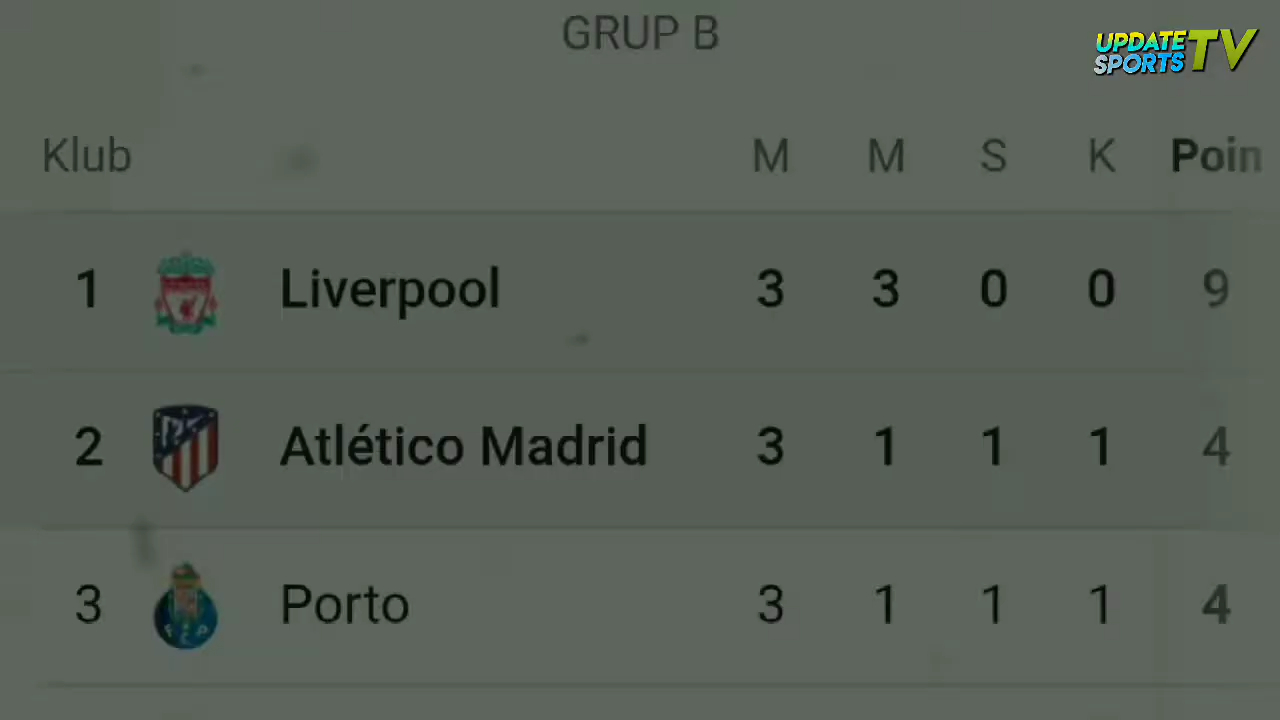 GRUP B
UPDATE SPORTS TV
Klub M M S K Poin
1 Liverpool 3 3 0 0 9
2 Atlético Madrid 3 1 1 1 4
3 Porto 3 1 1 1 4